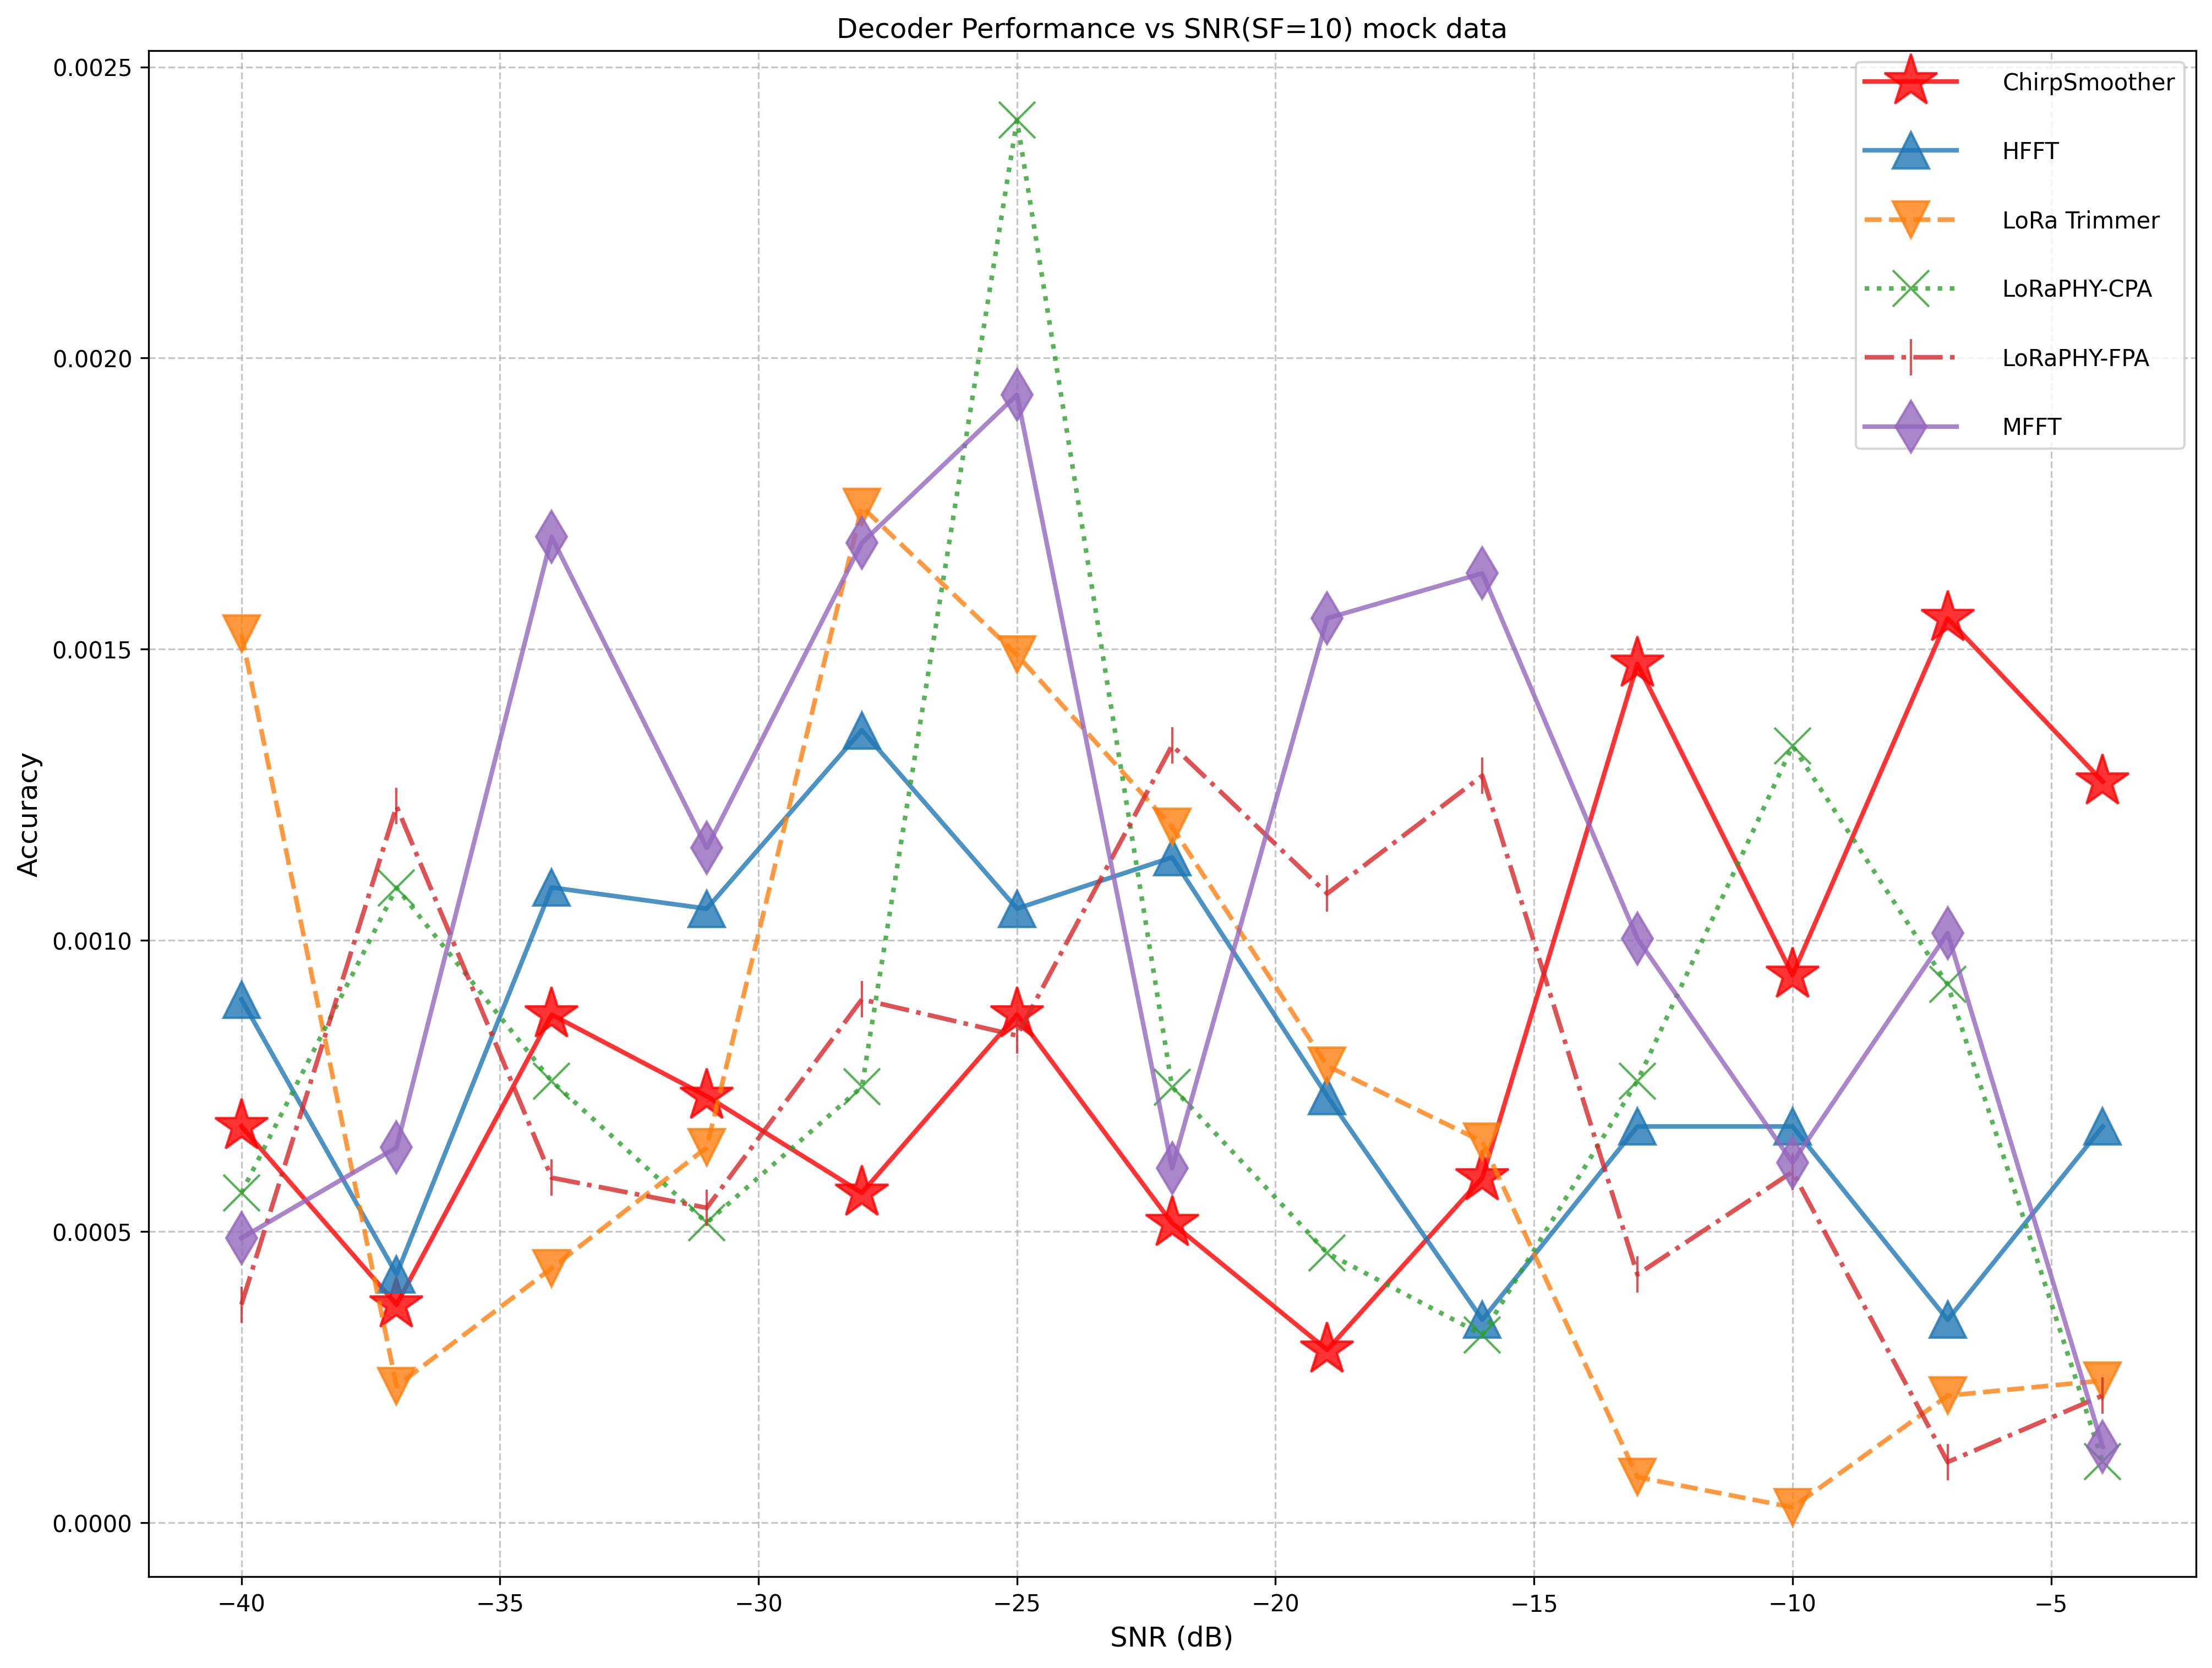 Decoder Performance vs SNR(SF=10) mock data
0.0025
0.0020
0.0015
0.0010
0.0005
0.0000
Accuracy
−40
−35
−30
−25
−20
−15
−10
−5
SNR (dB)
ChirpSmoother
HFFT
LoRa Trimmer
LoRaPHY-CPA
LoRaPHY-FPA
MFFT